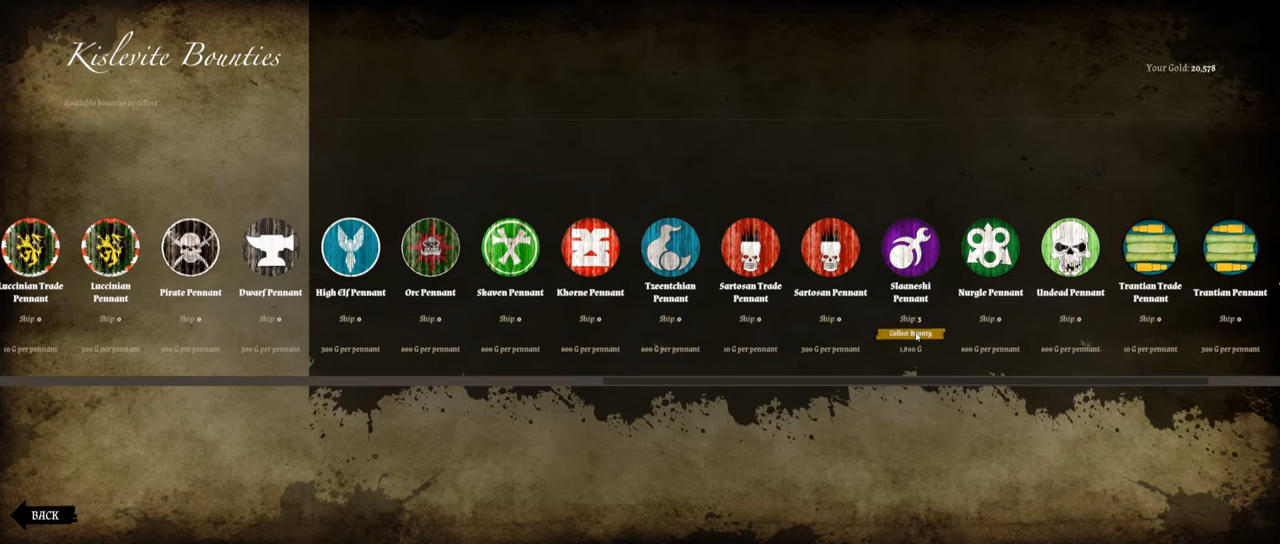 Kislevite Bounties
Your Gold: 20,578
Available bounties to collect
Luccinian Trade Pennant
Ship: 0
10 G per pennant
Luccinian Pennant
Ship: 0
300 G per pennant
Pirate Pennant
Ship: 0
600 G per pennant
Dwarf Pennant
Ship: 0
300 G per pennant
High Elf Pennant
Ship: 0
300 G per pennant
Orc Pennant
Ship: 0
600 G per pennant
Shaven Pennant
Ship: 0
600 G per pennant
Khorne Pennant
Ship: 0
600 G per pennant
Tzeentchian Pennant
Ship: 0
600 G per pennant
Sartosan Trade Pennant
Ship: 0
10 G per pennant
Sartosan Pennant
Ship: 0
300 G per pennant
Slaaneshi Pennant
Ship: 3
Collect Bounty
1,800 G
Nurgle Pennant
Ship: 0
600 G per pennant
Undead Pennant
Ship: 0
600 G per pennant
Trantian Trade Pennant
Ship: 0
10 G per pennant
Trantian Pennant
Ship: 0
300 G per pennant
BACK